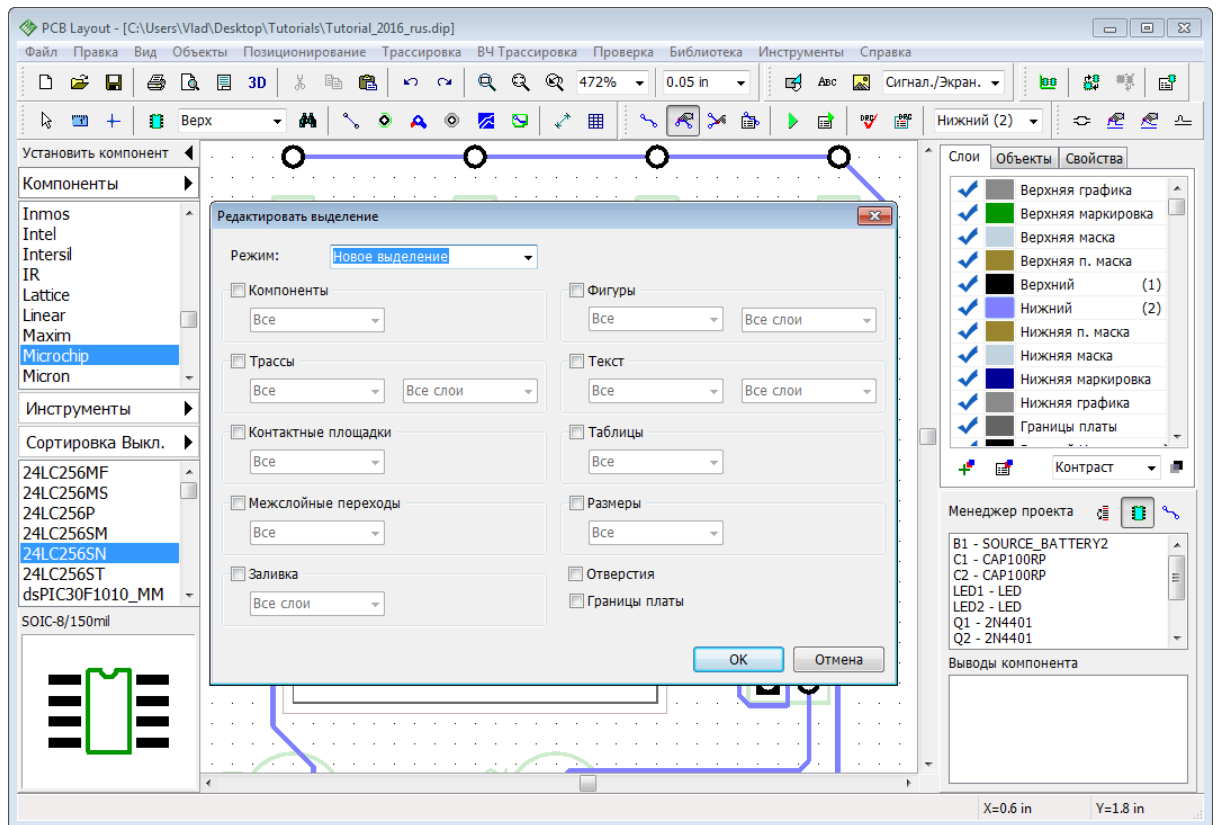 PCB Layout - [C:\Users\Vlad\Desktop\Tutorials\Tutorial_2016_rus.dip]
Файл Правка Вид Объекты Позиционирование Трассировка ВЧ Трассировка Проверка Библиотека Инструменты Справка
3D 472% 0.05 in ABC Сигнал./Экран.
Верх DRC DRC Нижний (2)
Установить компонент
Компоненты
Inmos
Intel
Intersil
IR
Lattice
Linear
Maxim
Microchip
Micron
Инструменты
Сортировка Выкл.
24LC256MF
24LC256MS
24LC256P
24LC256SM
24LC256SN
24LC256ST
dsPIC30F1010_MM
SOIC-8/150mil
Редактировать выделение
Режим: Новое выделение
Компоненты
Все
Фигуры
Все Все слои
Трассы
Все Все слои
Текст
Все Все слои
Контактные площадки
Все
Таблицы
Все
Межслойные переходы
Все
Размеры
Все
Заливка
Все слои
Отверстия
Границы платы
OK Отмена
Слои Объекты Свойства
Верхняя графика
Верхняя маркировка
Верхняя маска
Верхняя п. маска
Верхний (1)
Нижний (2)
Нижняя п. маска
Нижняя маска
Нижняя маркировка
Нижняя графика
Границы платы
Контраст
Менеджер проекта
B1 - SOURCE_BATTERY2
C1 - CAP100RP
C2 - CAP100RP
LED1 - LED
LED2 - LED
Q1 - 2N4401
Q2 - 2N4401
Выводы компонента
X=0.6 in Y=1.8 in